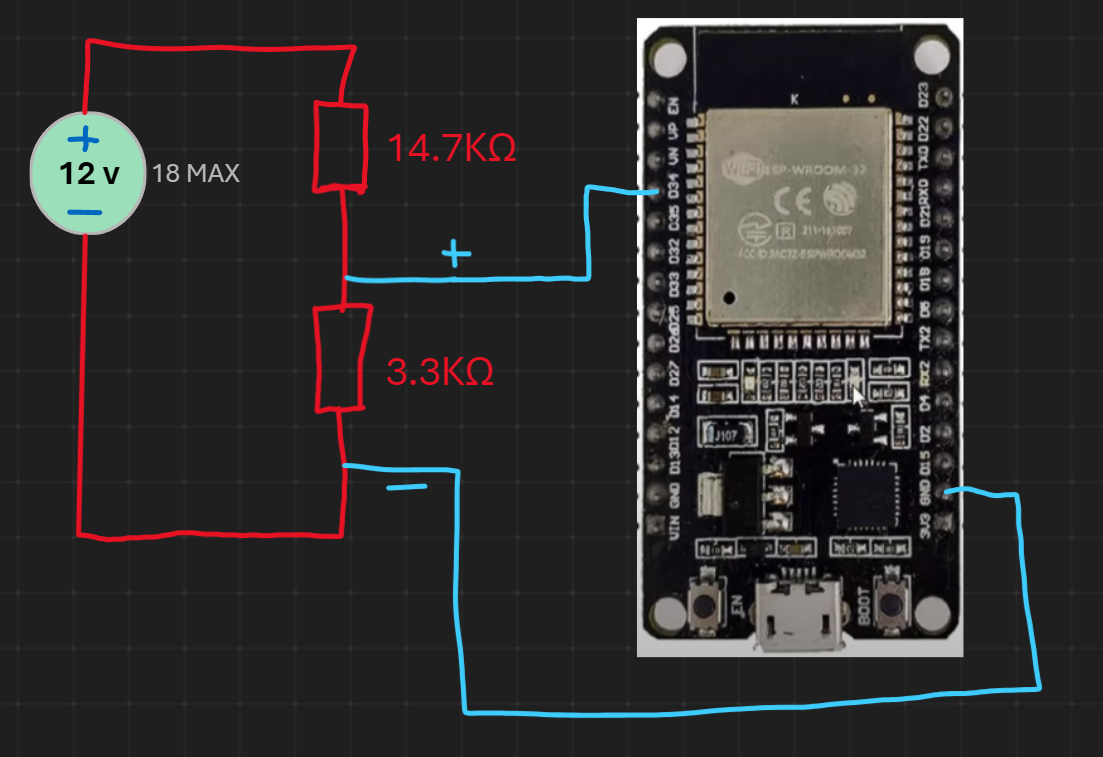 +
12 v
18 MAX
−
14.7KΩ
3.3KΩ
+
−
K
WiFi ESP-WROOM-32
CE
R 211-161007
FCC ID 2AC7Z-ESPWROOM32
EN
VP
VN
D34
D35
D32
D33
D25
D26
D27
D14
D12
D13
GND
VIN
D23
D22
TX0
RX0
D21
D19
D18
D5
TX2
RX2
D4
D2
D15
GND
3V3
J107
EN
BOOT